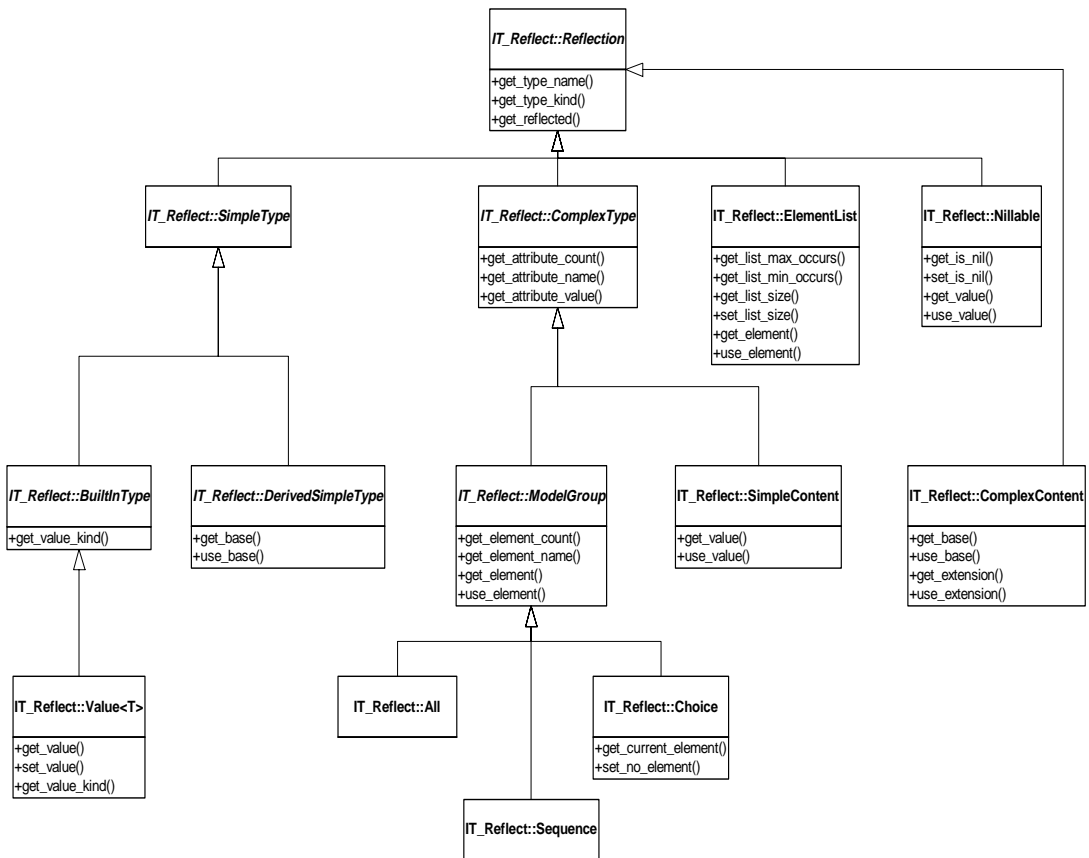 IT_Reflect::Reflection
+get_type_name()
+get_type_kind()
+get_reflected()
IT_Reflect::SimpleType
IT_Reflect::ComplexType
+get_attribute_count()
+get_attribute_name()
+get_attribute_value()
IT_Reflect::ElementList
+get_list_max_occurs()
+get_list_min_occurs()
+get_list_size()
+set_list_size()
+get_element()
+use_element()
IT_Reflect::Nillable
+get_is_nil()
+set_is_nil()
+get_value()
+use_value()
IT_Reflect::BuiltInType
+get_value_kind()
IT_Reflect::DerivedSimpleType
+get_base()
+use_base()
IT_Reflect::ModelGroup
+get_element_count()
+get_element_name()
+get_element()
+use_element()
IT_Reflect::SimpleContent
+get_value()
+use_value()
IT_Reflect::ComplexContent
+get_base()
+use_base()
+get_extension()
+use_extension()
IT_Reflect::Value<T>
+get_value()
+set_value()
+get_value_kind()
IT_Reflect::All
IT_Reflect::Choice
+get_current_element()
+set_no_element()
IT_Reflect::Sequence